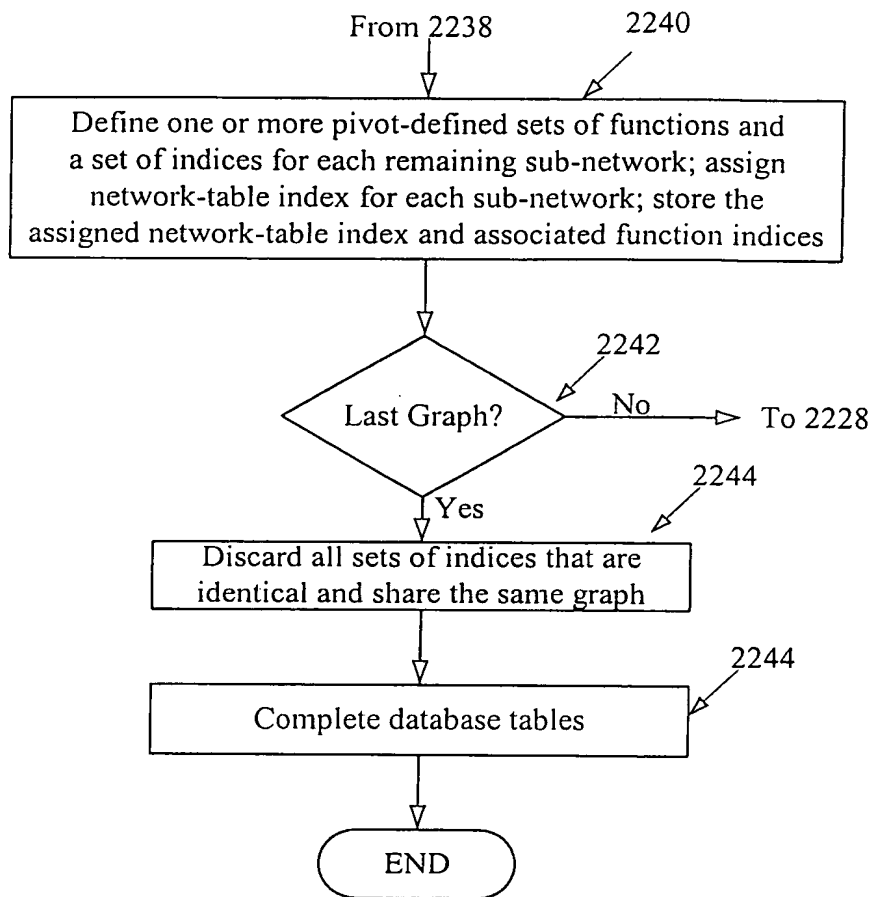 From 2238
2240
Define one or more pivot-defined sets of functions and
a set of indices for each remaining sub-network; assign
network-table index for each sub-network; store the
assigned network-table index and associated function indices
2242
Last Graph?
No
To 2228
Yes
2244
Discard all sets of indices that are
identical and share the same graph
2244
Complete database tables
END